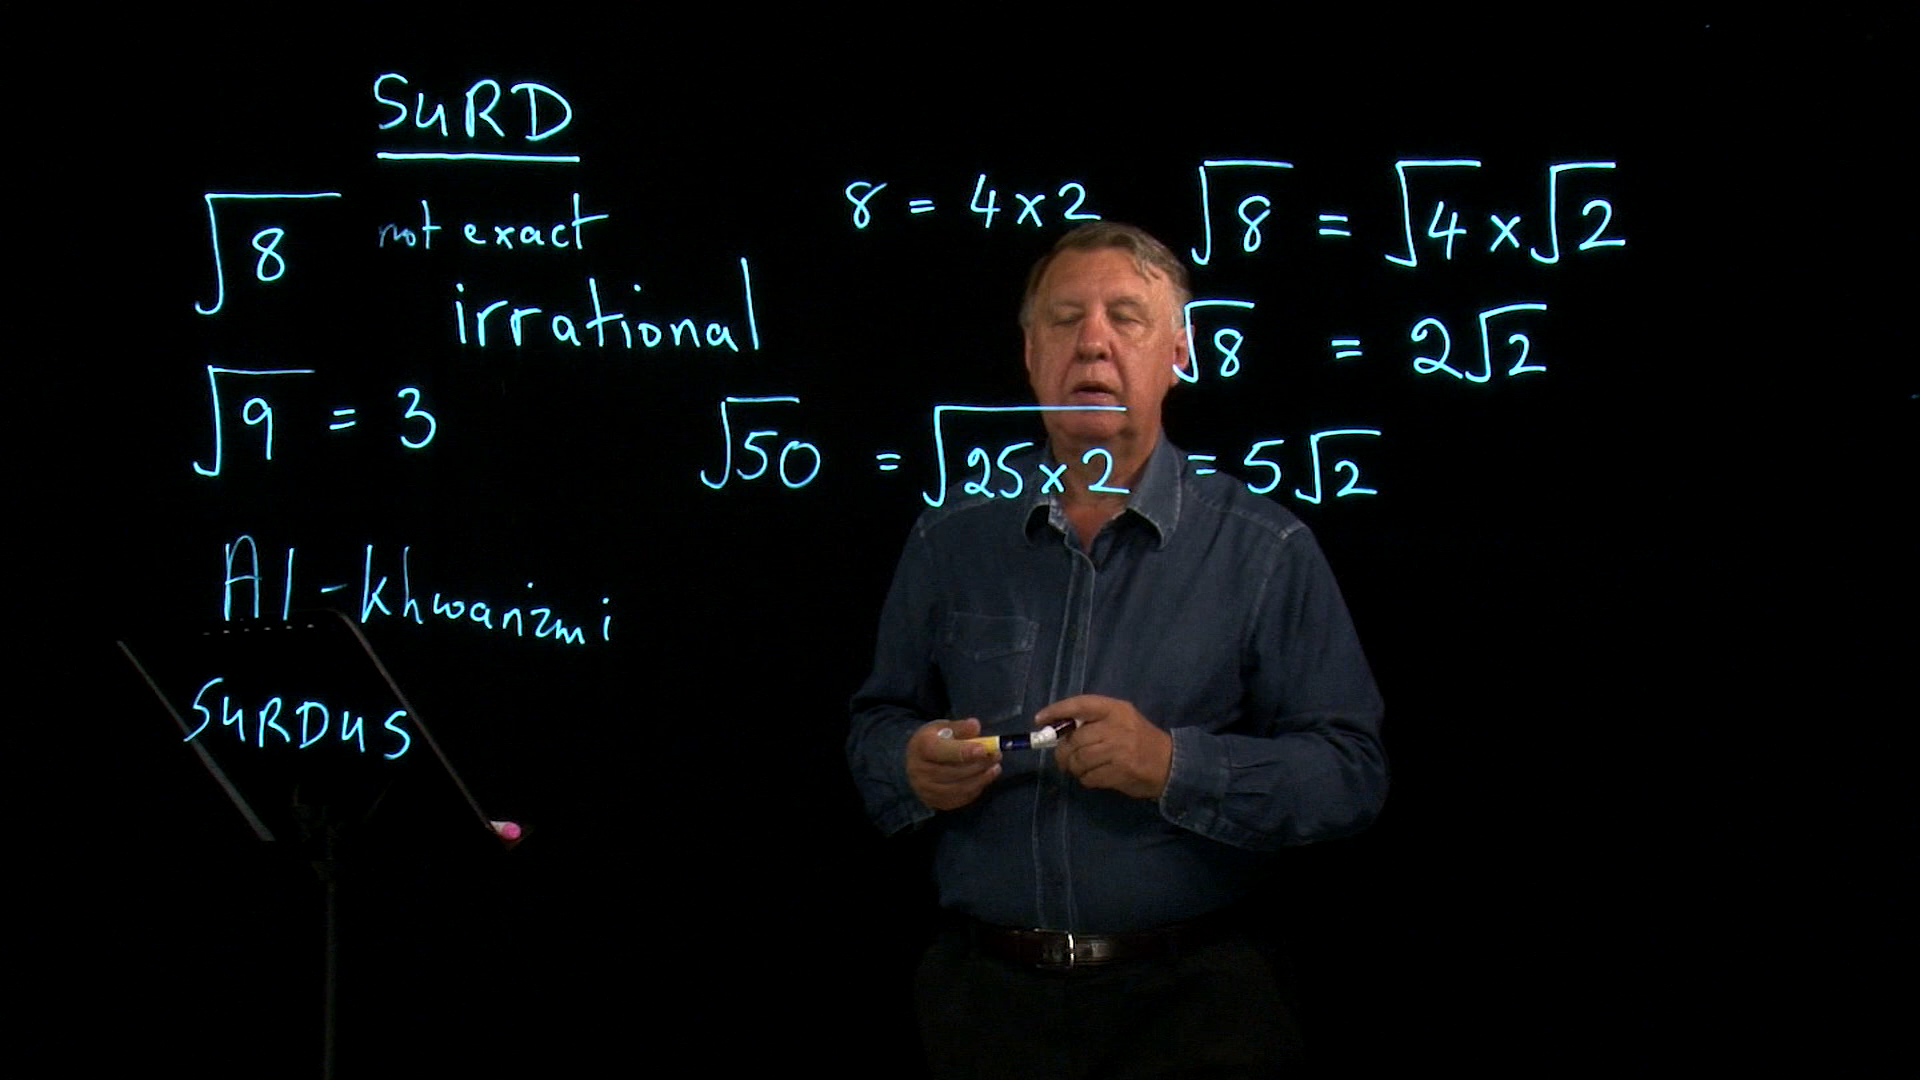 SuRD
√8 not exact
irrational
√9 = 3
Al-Khwarizmi
SuRDuS
8 = 4 x 2
√8 = √4 x √2
√8 = 2√2
√50 = √25 x 2 = 5√2